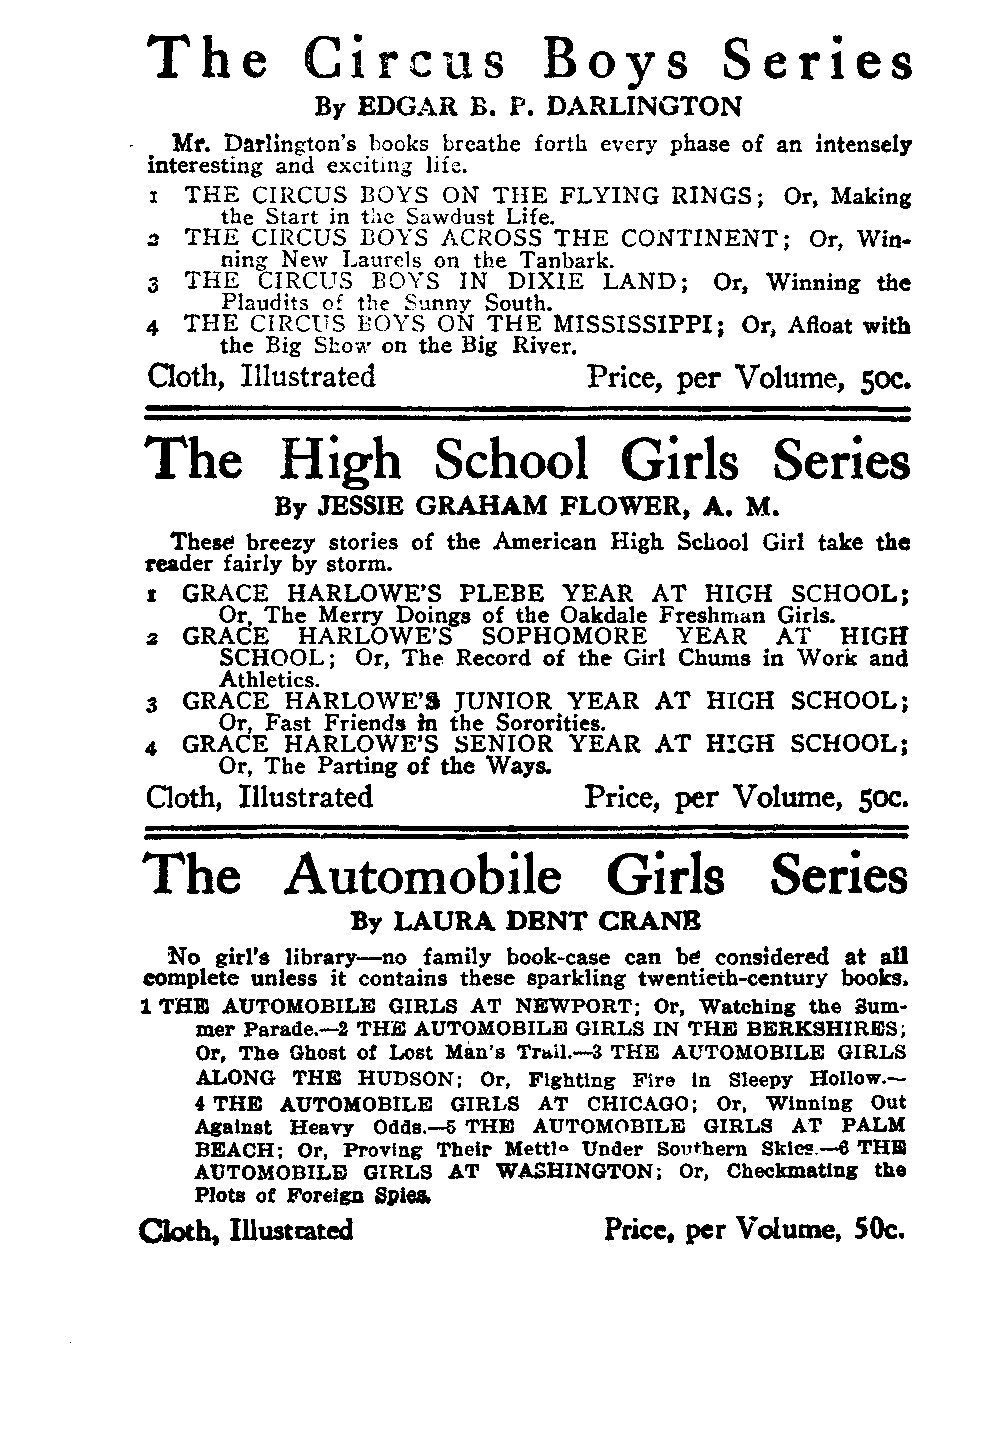 The Circus Boys Series
By EDGAR B. P. DARLINGTON
Mr. Darlington's books breathe forth every phase of an intensely
interesting and exciting life.
1 THE CIRCUS BOYS ON THE FLYING RINGS; Or, Making
the Start in the Sawdust Life.
2 THE CIRCUS BOYS ACROSS THE CONTINENT; Or, Win-
ning New Laurels on the Tanbark.
3 THE CIRCUS BOYS IN DIXIE LAND; Or, Winning the
Plaudits of the Sunny South.
4 THE CIRCUS BOYS ON THE MISSISSIPPI; Or, Afloat with
the Big Show on the Big River.
Cloth, Illustrated Price, per Volume, 50c.
The High School Girls Series
By JESSIE GRAHAM FLOWER, A. M.
These breezy stories of the American High School Girl take the
reader fairly by storm.
1 GRACE HARLOWE'S PLEBE YEAR AT HIGH SCHOOL;
Or, The Merry Doings of the Oakdale Freshman Girls.
2 GRACE HARLOWE'S SOPHOMORE YEAR AT HIGH
SCHOOL; Or, The Record of the Girl Chums in Work and
Athletics.
3 GRACE HARLOWE'S JUNIOR YEAR AT HIGH SCHOOL;
Or, Fast Friends in the Sororities.
4 GRACE HARLOWE'S SENIOR YEAR AT HIGH SCHOOL;
Or, The Parting of the Ways.
Cloth, Illustrated Price, per Volume, 50c.
The Automobile Girls Series
By LAURA DENT CRANE
No girl's library—no family book-case can be considered at all
complete unless it contains these sparkling twentieth-century books.
1 THE AUTOMOBILE GIRLS AT NEWPORT; Or, Watching the Sum-
mer Parade.—2 THE AUTOMOBILE GIRLS IN THE BERKSHIRES;
Or, The Ghost of Lost Man's Trail.—3 THE AUTOMOBILE GIRLS
ALONG THE HUDSON; Or, Fighting Fire in Sleepy Hollow.—
4 THE AUTOMOBILE GIRLS AT CHICAGO; Or, Winning Out
Against Heavy Odds.—5 THE AUTOMOBILE GIRLS AT PALM
BEACH; Or, Proving Their Mettle Under Southern Skies.—6 THE
AUTOMOBILE GIRLS AT WASHINGTON; Or, Checkmating the
Plots of Foreign Spies.
Cloth, Illustrated Price, per Volume, 50c.